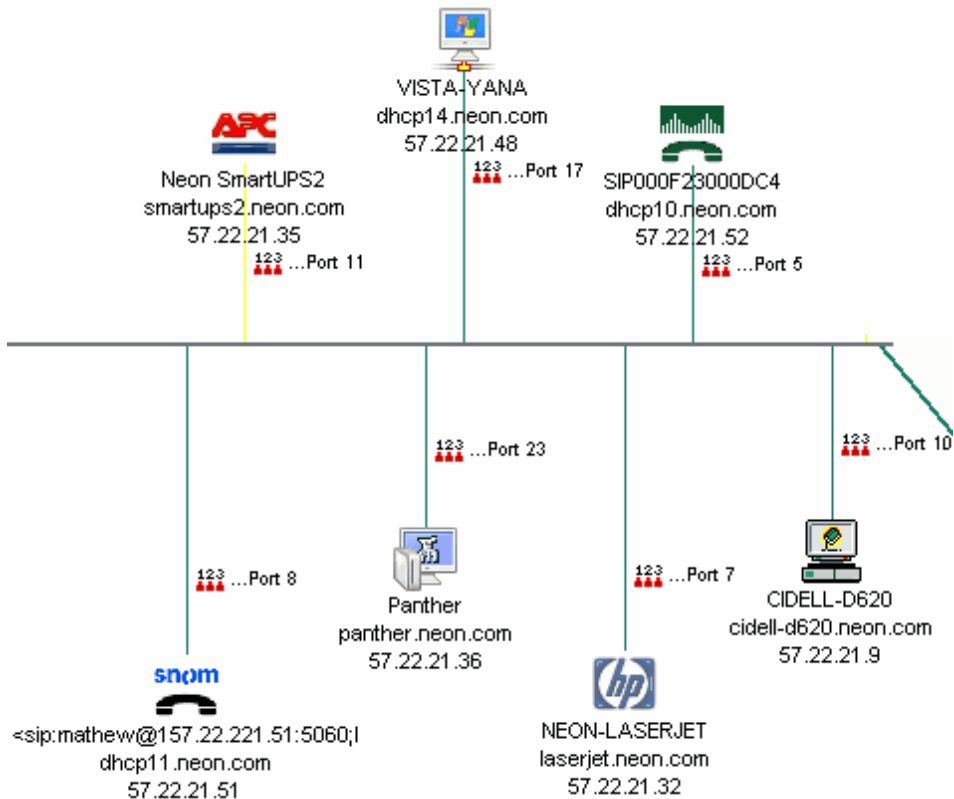 VISTA-YANA
dhcp14.neon.com
57.22.21.48
123 ...Port 17
APC
Neon SmartUPS2
smartups2.neon.com
57.22.21.35
123 ...Port 11
SIP000F23000DC4
dhcp10.neon.com
57.22.21.52
123 ...Port 5
123 ...Port 8
snom
<sip:mathew@157.22.221.51:5060;l
dhcp11.neon.com
57.22.21.51
123 ...Port 23
Panther
panther.neon.com
57.22.21.36
123 ...Port 7
hp
NEON-LASERJET
laserjet.neon.com
57.22.21.32
123 ...Port 10
CIDELL-D620
cidell-d620.neon.com
57.22.21.9